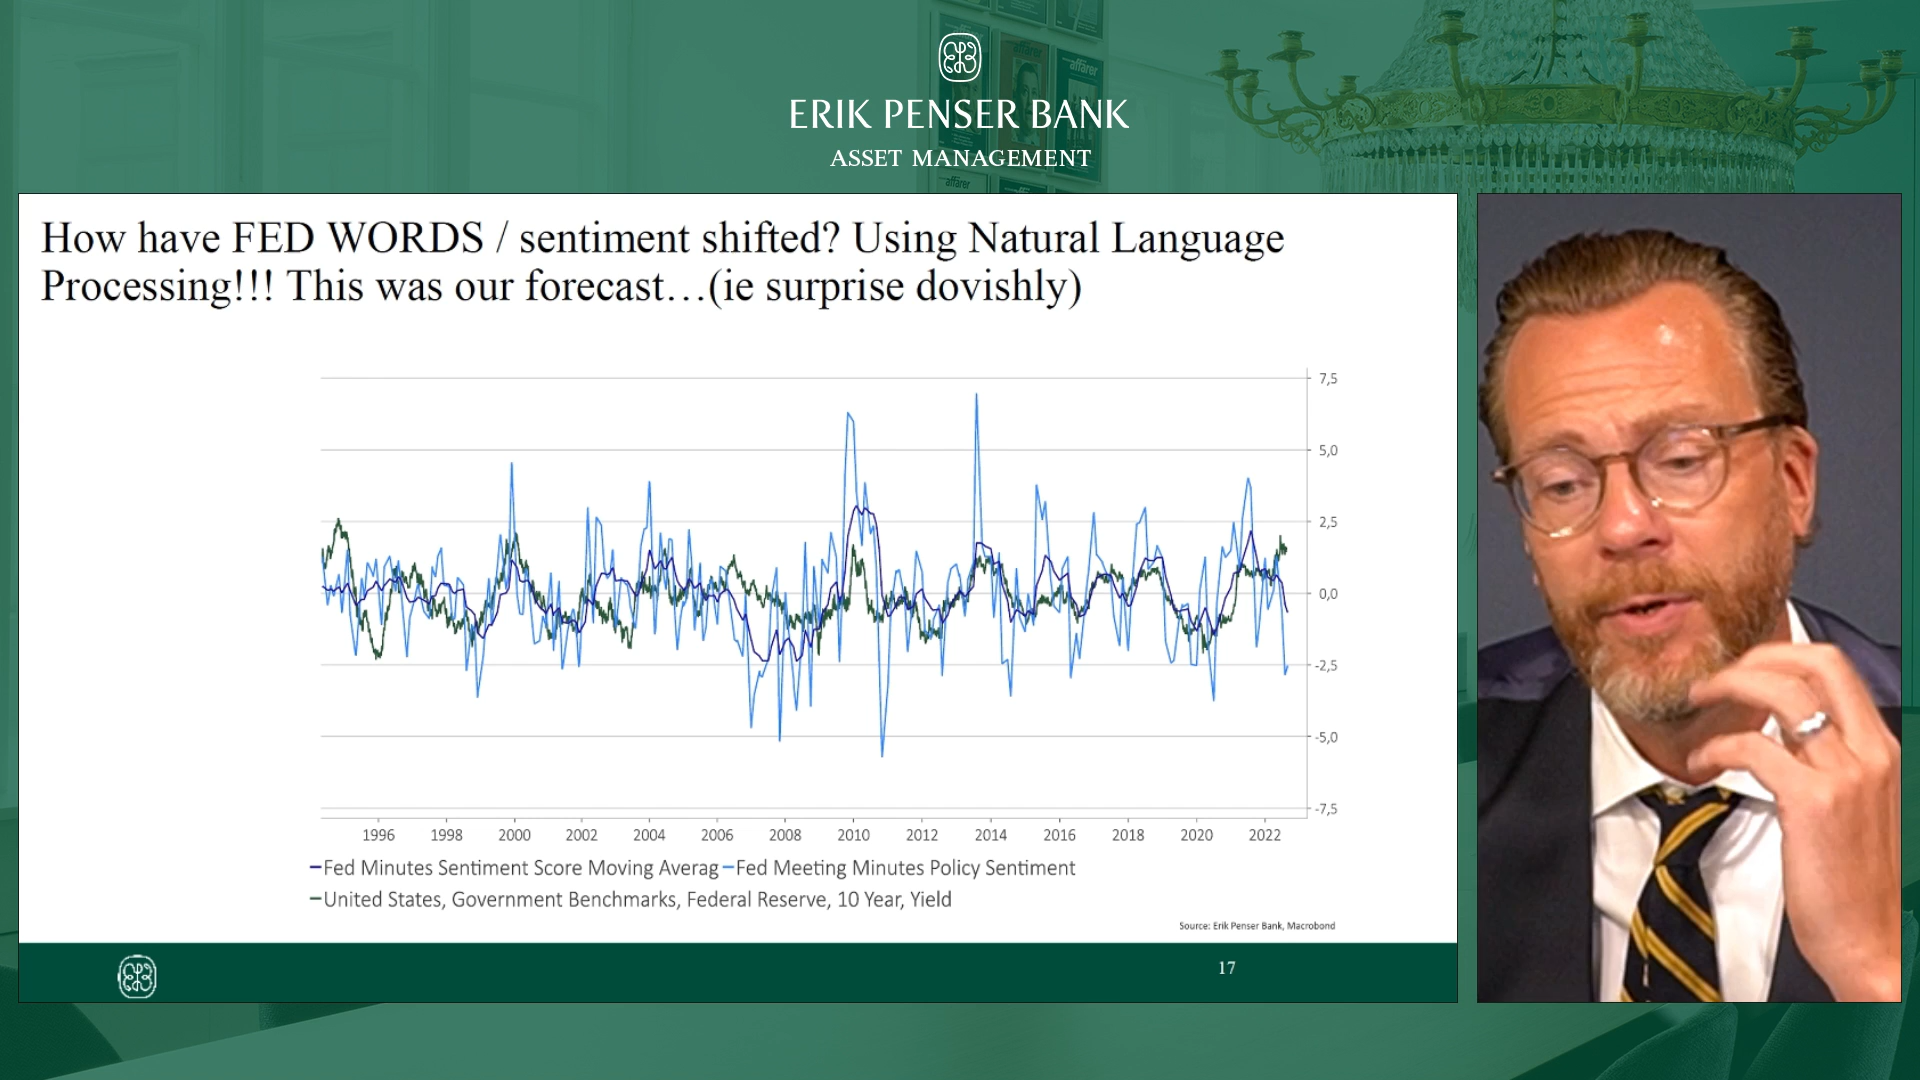 affärer
affärer
affärer
affärer
ERIK PENSER BANK
ASSET MANAGEMENT
How have FED WORDS / sentiment shifted? Using Natural Language
Processing!!! This was our forecast…(ie surprise dovishly)
7,5
5,0
2,5
0,0
-2,5
-5,0
-7,5
1996 1998 2000 2002 2004 2006 2008 2010 2012 2014 2016 2018 2020 2022
Fed Minutes Sentiment Score Moving Averag Fed Meeting Minutes Policy Sentiment
United States, Government Benchmarks, Federal Reserve, 10 Year, Yield
Source: Erik Penser Bank, Macrobond
17